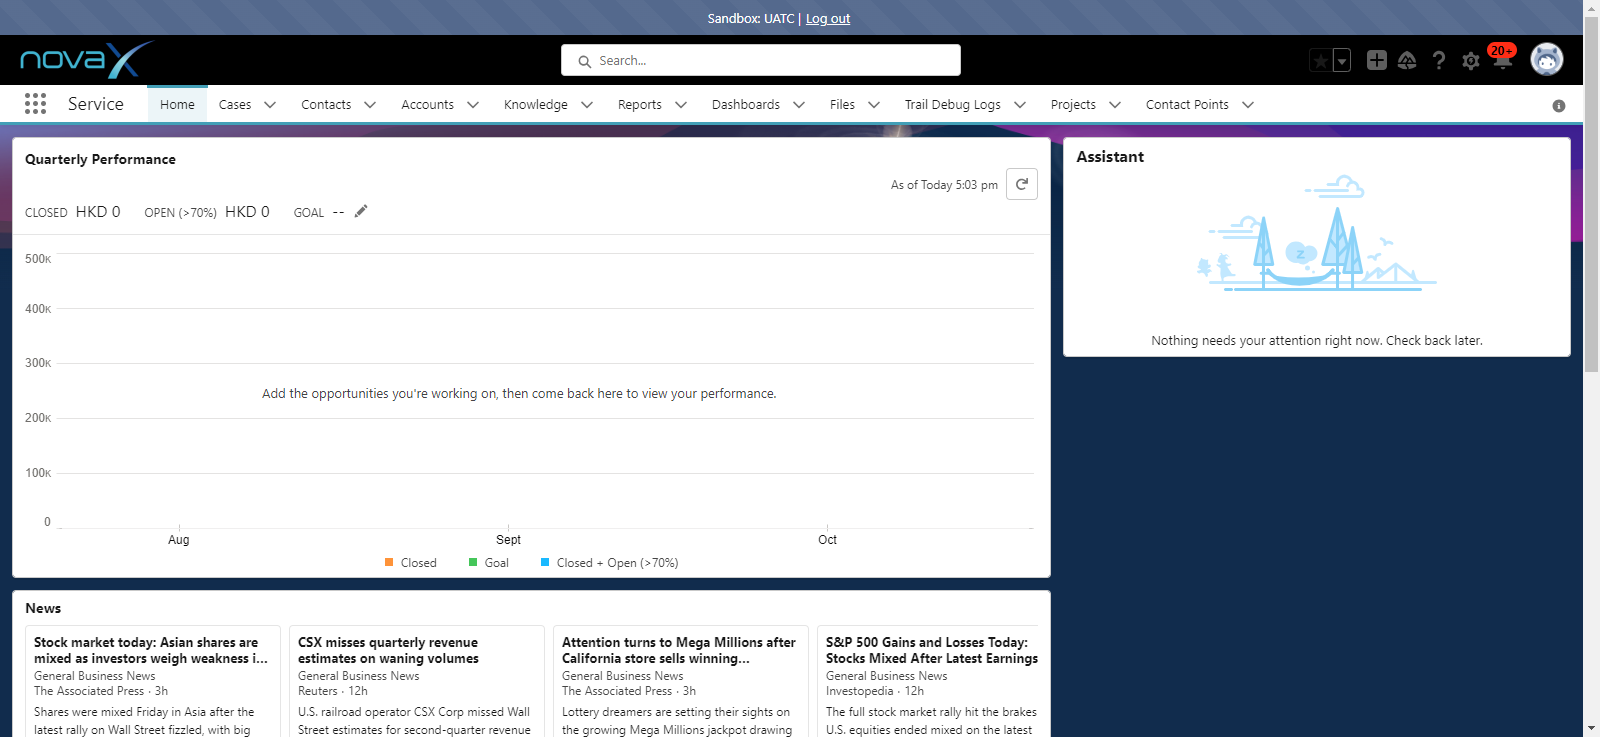 Sandbox: UATC | Log out
novaX
Search...
20+
Service
Home
Cases
Contacts
Accounts
Knowledge
Reports
Dashboards
Files
Trail Debug Logs
Projects
Contact Points
Quarterly Performance
As of Today 5:03 pm
CLOSED HKD 0 OPEN (>70%) HKD 0 GOAL --
500K
400K
300K
200K
100K
0
Add the opportunities you're working on, then come back here to view your performance.
Aug Sept Oct
Closed Goal Closed + Open (>70%)
Assistant
z
Nothing needs your attention right now. Check back later.
News
Stock market today: Asian shares are
mixed as investors weigh weakness i...
General Business News
The Associated Press · 3h
Shares were mixed Friday in Asia after the
latest rally on Wall Street fizzled, with big
CSX misses quarterly revenue
estimates on waning volumes
General Business News
Reuters · 12h
U.S. railroad operator CSX Corp missed Wall
Street estimates for second-quarter revenue
Attention turns to Mega Millions after
California store sells winning...
General Business News
The Associated Press · 3h
Lottery dreamers are setting their sights on
the growing Mega Millions jackpot drawing
S&P 500 Gains and Losses Today:
Stocks Mixed After Latest Earnings
General Business News
Investopedia · 12h
The full stock market rally hit the brakes
U.S. equities ended mixed on the latest